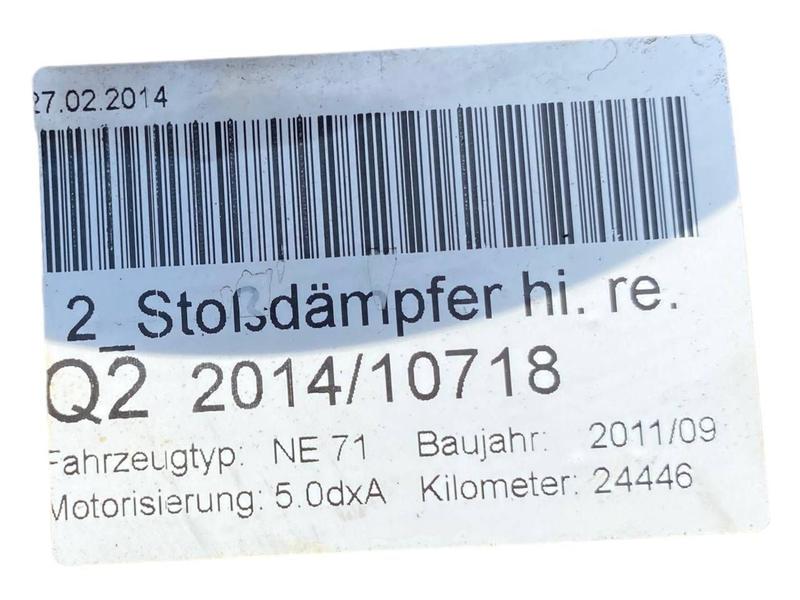 27.02.2014
2_Stoßdämpfer hi. re.
Q2 2014/10718
Fahrzeugtyp: NE 71 Baujahr: 2011/09
Motorisierung: 5.0dxA Kilometer: 24446